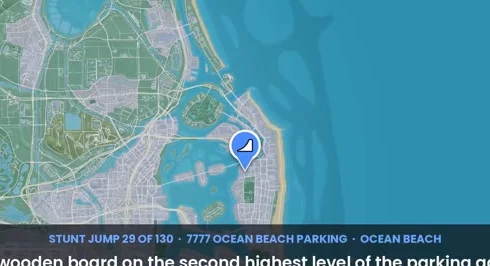 STUNT JUMP 29 OF 130 · 7777 OCEAN BEACH PARKING · OCEAN BEACH
wooden board on the second highest level of the parking